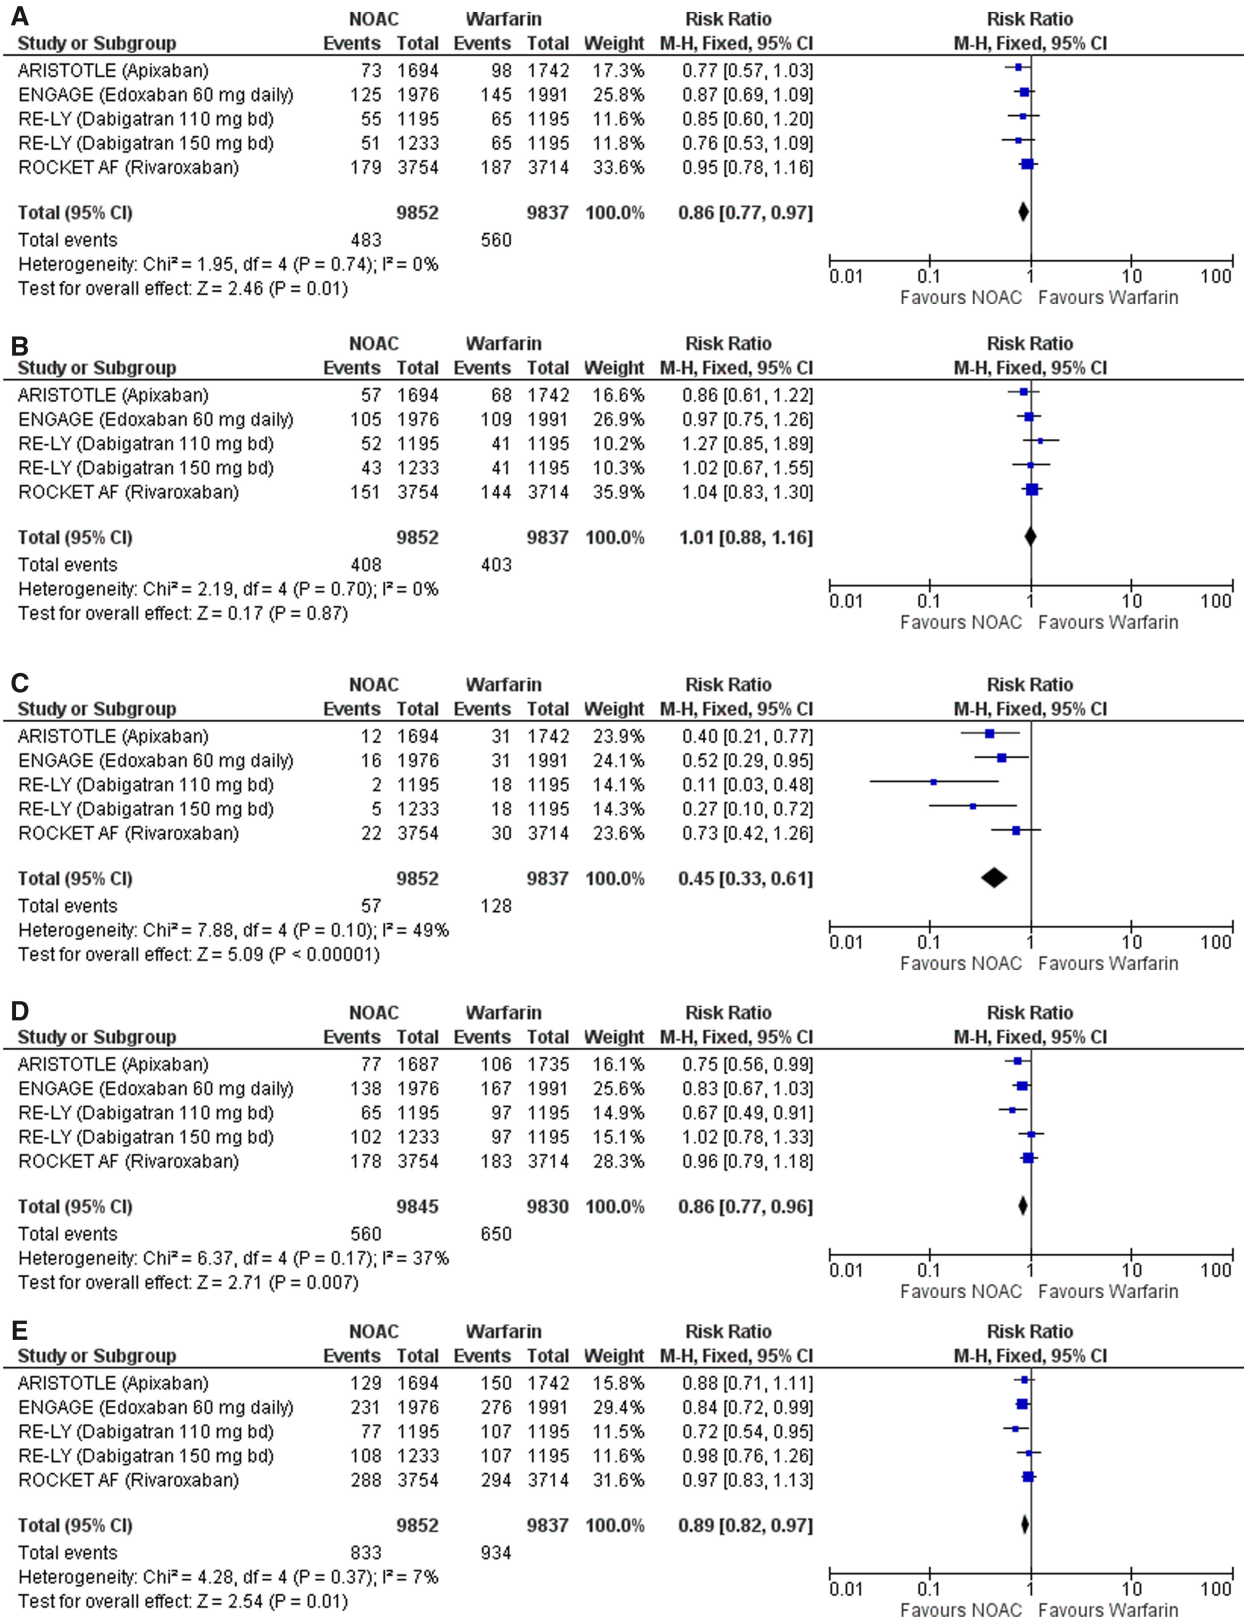 A
NOAC Warfarin Risk Ratio Risk Ratio
Study or Subgroup Events Total Events Total Weight M-H, Fixed, 95% CI M-H, Fixed, 95% CI
ARISTOTLE (Apixaban) 73 1694 98 1742 17.3% 0.77 [0.57, 1.03]
ENGAGE (Edoxaban 60 mg daily) 125 1976 145 1991 25.8% 0.87 [0.69, 1.09]
RE-LY (Dabigatran 110 mg bd) 55 1195 65 1195 11.6% 0.85 [0.60, 1.20]
RE-LY (Dabigatran 150 mg bd) 51 1233 65 1195 11.8% 0.76 [0.53, 1.09]
ROCKET AF (Rivaroxaban) 179 3754 187 3714 33.6% 0.95 [0.78, 1.16]
Total (95% CI) 9852 9837 100.0% 0.86 [0.77, 0.97]
Total events 483 560
Heterogeneity: Chi² = 1.95, df = 4 (P = 0.74); I² = 0%
Test for overall effect: Z = 2.46 (P = 0.01)
0.01 0.1 1 10 100
Favours NOAC Favours Warfarin
B
NOAC Warfarin Risk Ratio Risk Ratio
Study or Subgroup Events Total Events Total Weight M-H, Fixed, 95% CI M-H, Fixed, 95% CI
ARISTOTLE (Apixaban) 57 1694 68 1742 16.6% 0.86 [0.61, 1.22]
ENGAGE (Edoxaban 60 mg daily) 105 1976 109 1991 26.9% 0.97 [0.75, 1.26]
RE-LY (Dabigatran 110 mg bd) 52 1195 41 1195 10.2% 1.27 [0.85, 1.89]
RE-LY (Dabigatran 150 mg bd) 43 1233 41 1195 10.3% 1.02 [0.67, 1.55]
ROCKET AF (Rivaroxaban) 151 3754 144 3714 35.9% 1.04 [0.83, 1.30]
Total (95% CI) 9852 9837 100.0% 1.01 [0.88, 1.16]
Total events 408 403
Heterogeneity: Chi² = 2.19, df = 4 (P = 0.70); I² = 0%
Test for overall effect: Z = 0.17 (P = 0.87)
0.01 0.1 1 10 100
Favours NOAC Favours Warfarin
C
NOAC Warfarin Risk Ratio Risk Ratio
Study or Subgroup Events Total Events Total Weight M-H, Fixed, 95% CI M-H, Fixed, 95% CI
ARISTOTLE (Apixaban) 12 1694 31 1742 23.9% 0.40 [0.21, 0.77]
ENGAGE (Edoxaban 60 mg daily) 16 1976 31 1991 24.1% 0.52 [0.29, 0.95]
RE-LY (Dabigatran 110 mg bd) 2 1195 18 1195 14.1% 0.11 [0.03, 0.48]
RE-LY (Dabigatran 150 mg bd) 5 1233 18 1195 14.3% 0.27 [0.10, 0.72]
ROCKET AF (Rivaroxaban) 22 3754 30 3714 23.6% 0.73 [0.42, 1.26]
Total (95% CI) 9852 9837 100.0% 0.45 [0.33, 0.61]
Total events 57 128
Heterogeneity: Chi² = 7.88, df = 4 (P = 0.10); I² = 49%
Test for overall effect: Z = 5.09 (P < 0.00001)
0.01 0.1 1 10 100
Favours NOAC Favours Warfarin
D
NOAC Warfarin Risk Ratio Risk Ratio
Study or Subgroup Events Total Events Total Weight M-H, Fixed, 95% CI M-H, Fixed, 95% CI
ARISTOTLE (Apixaban) 77 1687 106 1735 16.1% 0.75 [0.56, 0.99]
ENGAGE (Edoxaban 60 mg daily) 138 1976 167 1991 25.6% 0.83 [0.67, 1.03]
RE-LY (Dabigatran 110 mg bd) 65 1195 97 1195 14.9% 0.67 [0.49, 0.91]
RE-LY (Dabigatran 150 mg bd) 102 1233 97 1195 15.1% 1.02 [0.78, 1.33]
ROCKET AF (Rivaroxaban) 178 3754 183 3714 28.3% 0.96 [0.79, 1.18]
Total (95% CI) 9845 9830 100.0% 0.86 [0.77, 0.96]
Total events 560 650
Heterogeneity: Chi² = 6.37, df = 4 (P = 0.17); I² = 37%
Test for overall effect: Z = 2.71 (P = 0.007)
0.01 0.1 1 10 100
Favours NOAC Favours Warfarin
E
NOAC Warfarin Risk Ratio Risk Ratio
Study or Subgroup Events Total Events Total Weight M-H, Fixed, 95% CI M-H, Fixed, 95% CI
ARISTOTLE (Apixaban) 129 1694 150 1742 15.8% 0.88 [0.71, 1.11]
ENGAGE (Edoxaban 60 mg daily) 231 1976 276 1991 29.4% 0.84 [0.72, 0.99]
RE-LY (Dabigatran 110 mg bd) 77 1195 107 1195 11.5% 0.72 [0.54, 0.95]
RE-LY (Dabigatran 150 mg bd) 108 1233 107 1195 11.6% 0.98 [0.76, 1.26]
ROCKET AF (Rivaroxaban) 288 3754 294 3714 31.6% 0.97 [0.83, 1.13]
Total (95% CI) 9852 9837 100.0% 0.89 [0.82, 0.97]
Total events 833 934
Heterogeneity: Chi² = 4.28, df = 4 (P = 0.37); I² = 7%
Test for overall effect: Z = 2.54 (P = 0.01)
0.01 0.1 1 10 100
Favours NOAC Favours Warfarin